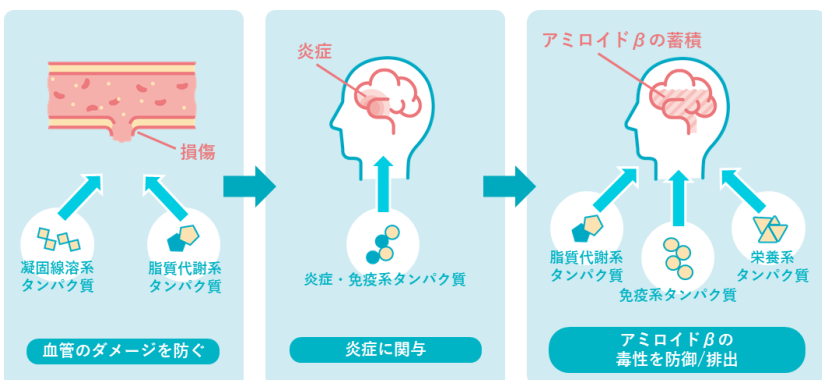 損傷
凝固線溶系
タンパク質
脂質代謝系
タンパク質
血管のダメージを防ぐ
炎症
炎症・免疫系タンパク質
炎症に関与
アミロイドβの蓄積
脂質代謝系
タンパク質
免疫系タンパク質
栄養系
タンパク質
アミロイドβの
毒性を防御/排出